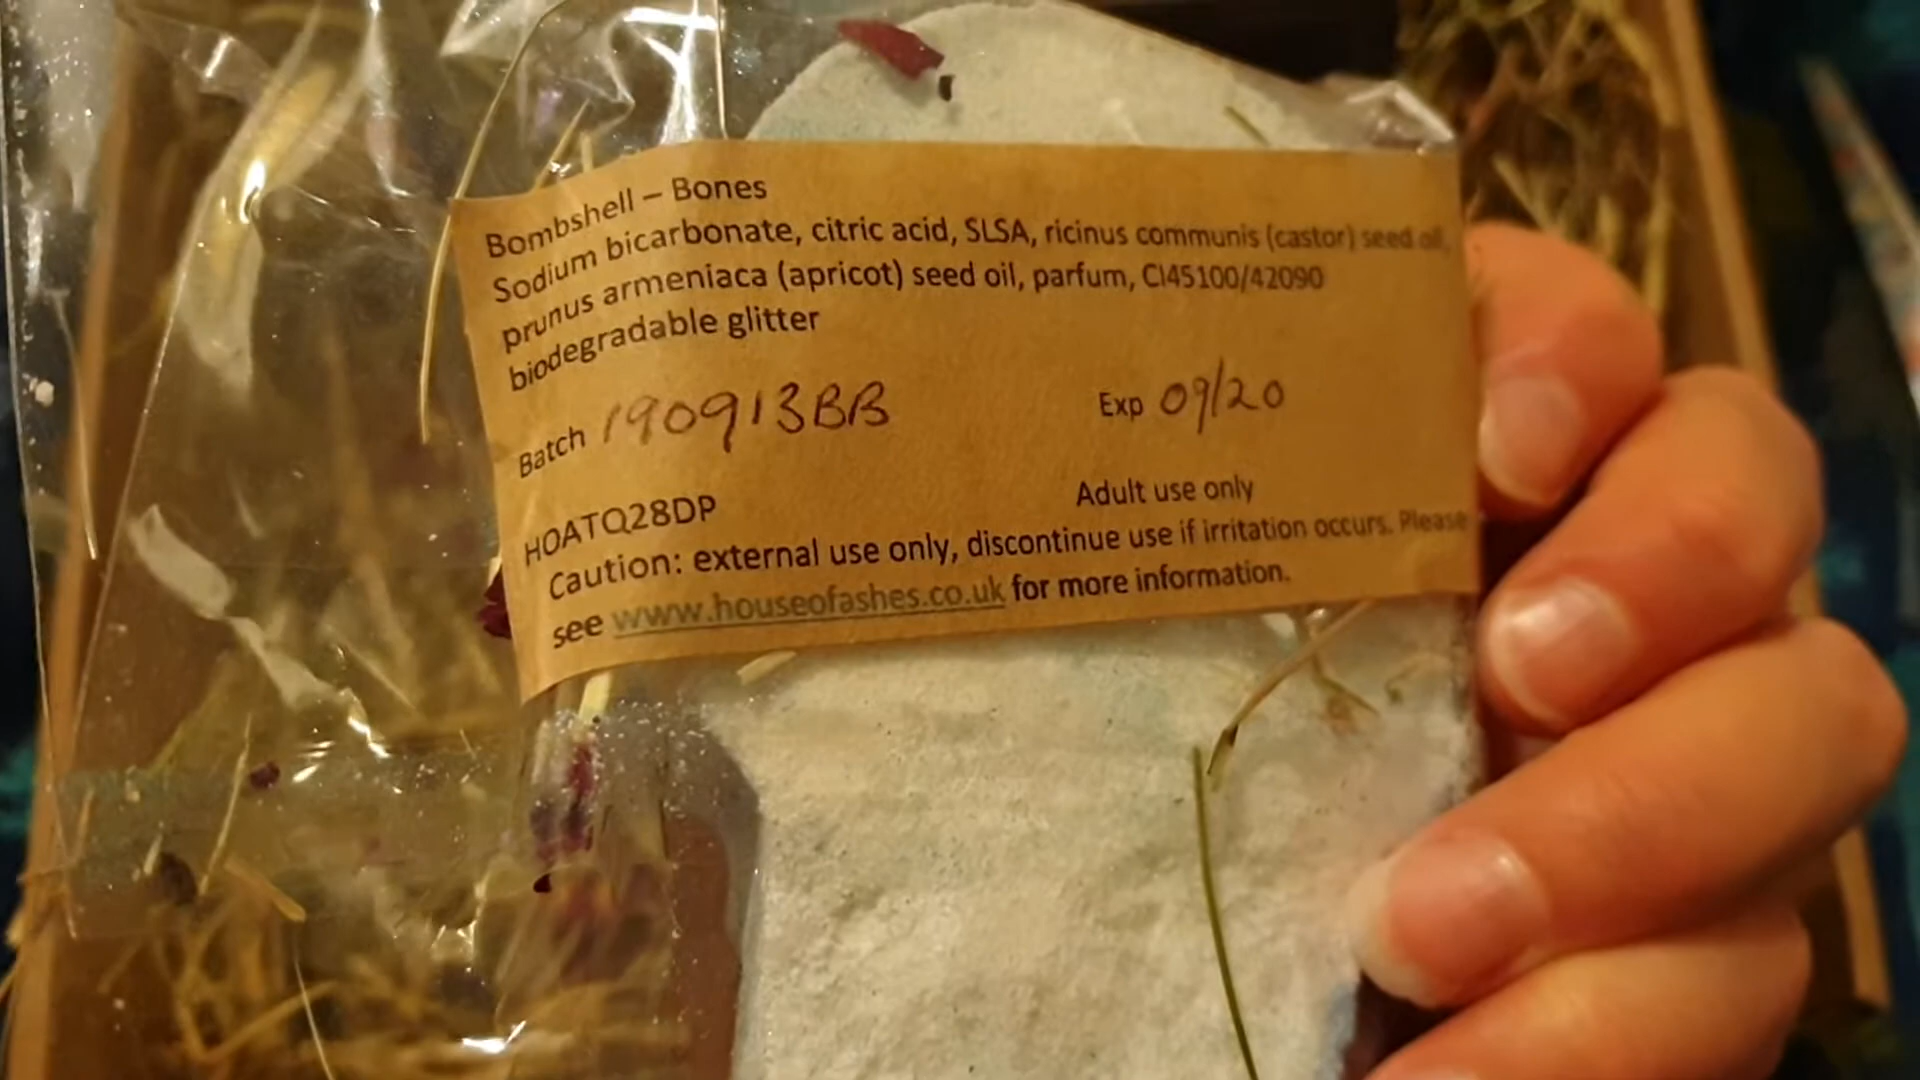 Bombshell – Bones
Sodium bicarbonate, citric acid, SLSA, ricinus communis (castor) seed oil,
prunus armeniaca (apricot) seed oil, parfum, CI45100/42090
biodegradable glitter
Batch 190913BB Exp 09/20
HOATQ28DP Adult use only
Caution: external use only, discontinue use if irritation occurs. Please
see www.houseofashes.co.uk for more information.